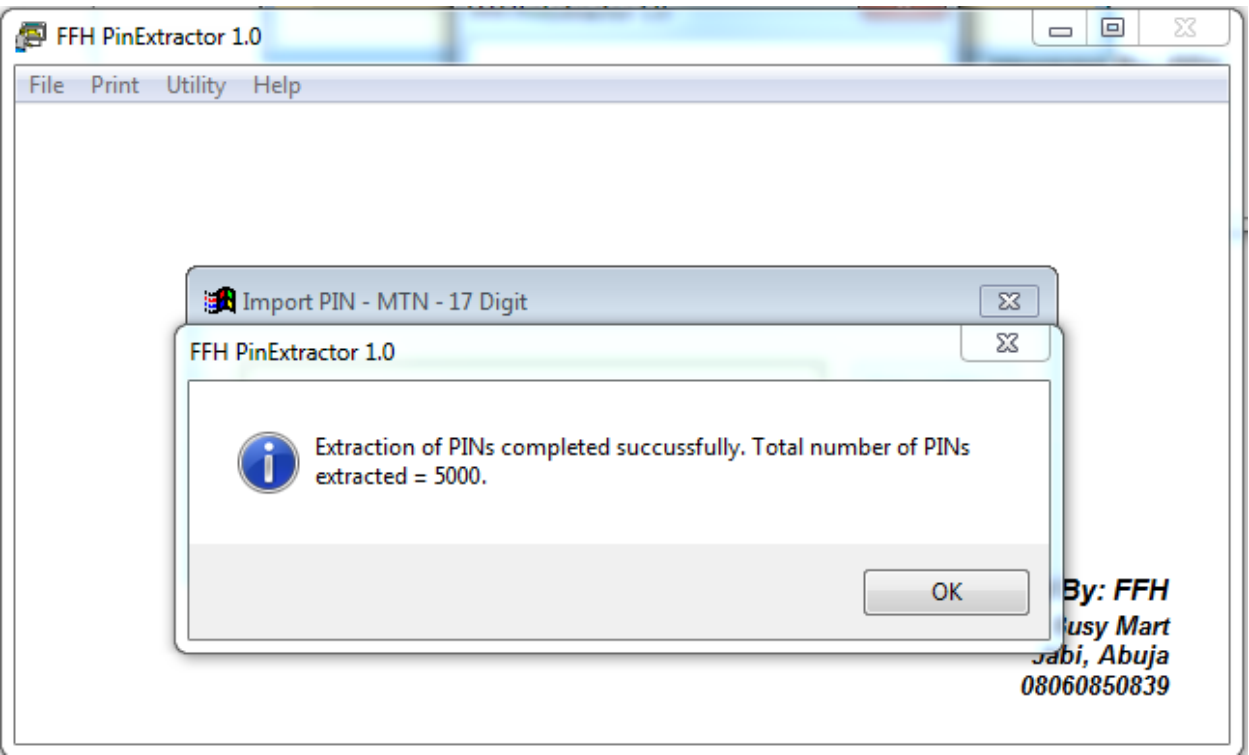 FFH PinExtractor 1.0
File Print Utility Help
Import PIN - MTN - 17 Digit
FFH PinExtractor 1.0
Extraction of PINs completed succussfully. Total number of PINs
extracted = 5000.
OK
By: FFH
Mart
Jabi, Abuja
08060850839